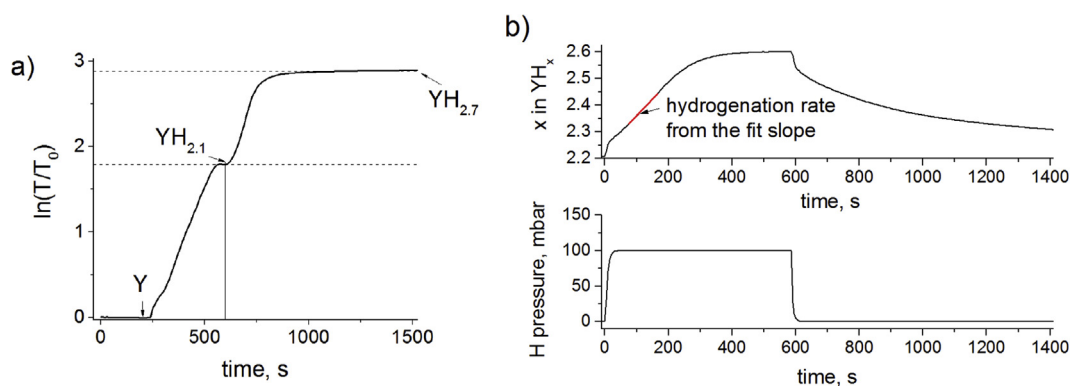 a)
ln(T/T₀)
3
2
1
0
YH₂.₇
YH₂.₁
Y
0 500 1000 1500
time, s
b)
x in YHₓ
2.6
2.5
2.4
2.3
2.2
hydrogenation rate
from the fit slope
0 200 400 600 800 1000 1200 1400
time, s
H pressure, mbar
150
100
50
0
0 200 400 600 800 1000 1200 1400
time, s